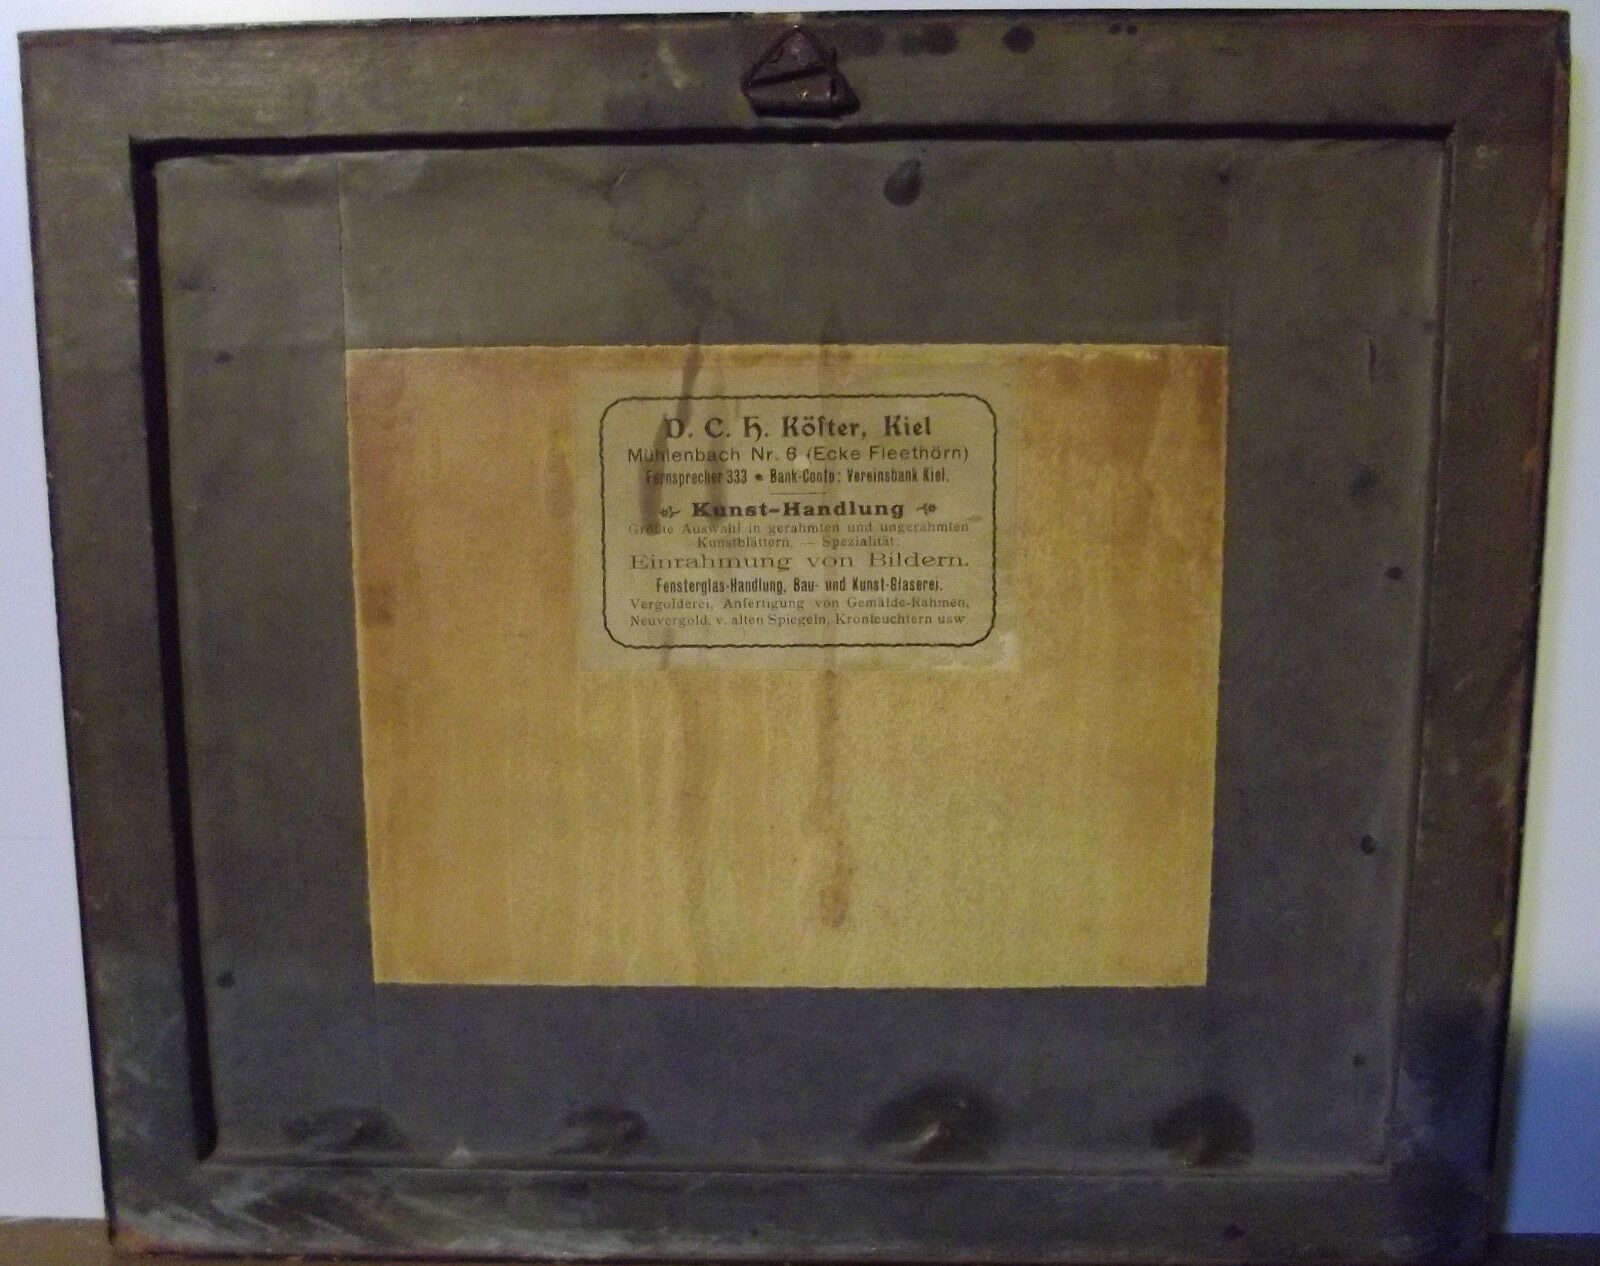 D. C. H. Köſter, Kiel
Mühlenbach Nr. 6 (Ecke Fleethörn)
Fernsprecher 333 • Bank-Conto: Vereinsbank Kiel.
Kunst-Handlung
Größte Auswahl in gerahmten und ungerahmten
Kunstblättern. — Spezialität:
Einrahmung von Bildern.
Fensterglas-Handlung, Bau- und Kunst-Glaserei.
Vergolderei, Anfertigung von Gemälde-Rahmen,
Neuvergold. v. alten Spiegeln, Kronleuchtern usw